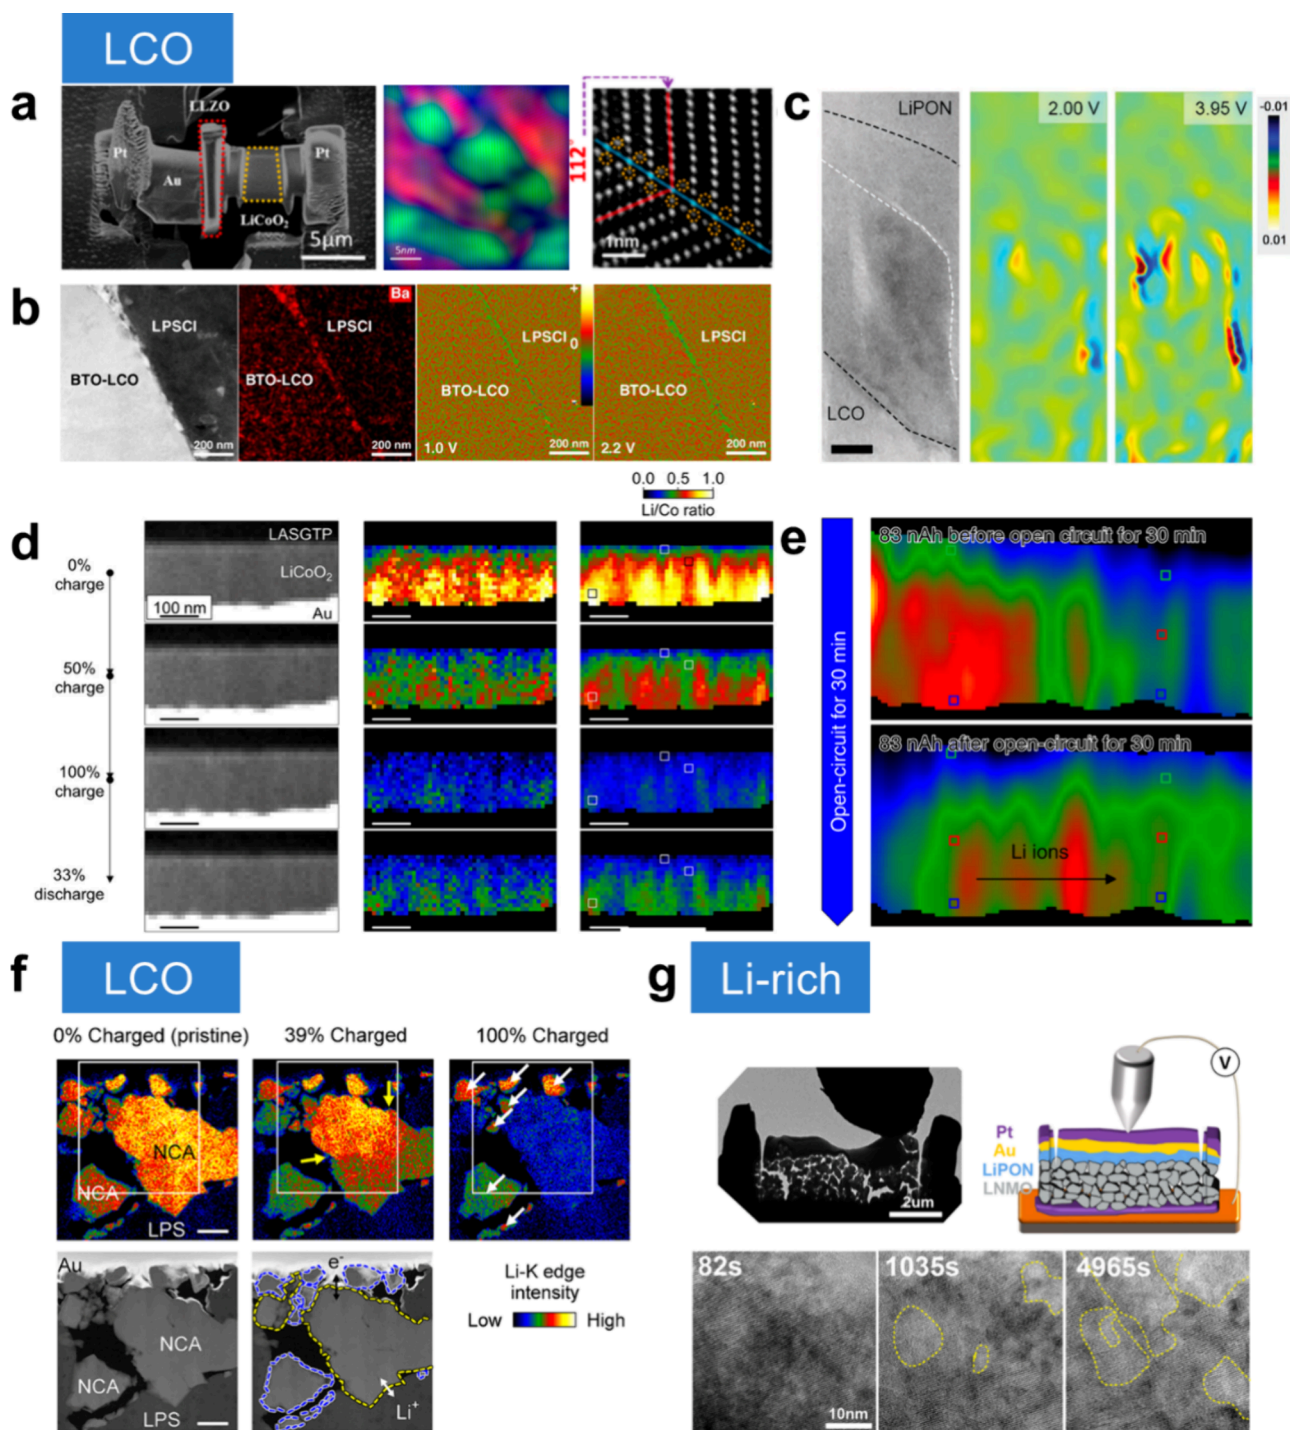 LCO
a
LLZO
Pt
Au
LiCoO₂
Pt
5μm
5nm
112°
1nm
c
LiPON
LCO
2.00 V
3.95 V
-0.01
0.01
b
LPSCl
BTO-LCO
200 nm
Ba
LPSCl
BTO-LCO
200 nm
+
0
-
LPSCl
BTO-LCO
1.0 V
200 nm
LPSCl
BTO-LCO
2.2 V
200 nm
0.0 0.5 1.0
Li/Co ratio
d
0%
charge
50%
charge
100%
charge
33%
discharge
LASGTP
LiCoO₂
100 nm
Au
e
Open-circuit for 30 min
83 nAh before open circuit for 30 min
83 nAh after open-circuit for 30 min
Li ions
f
LCO
0% Charged (pristine)
39% Charged
100% Charged
NCA
NCA
LPS
Au
NCA
NCA
LPS
e⁻
Li⁺
Li-K edge
intensity
Low
High
g
Li-rich
2um
V
Pt
Au
LiPON
LNMO
82s
10nm
1035s
4965s